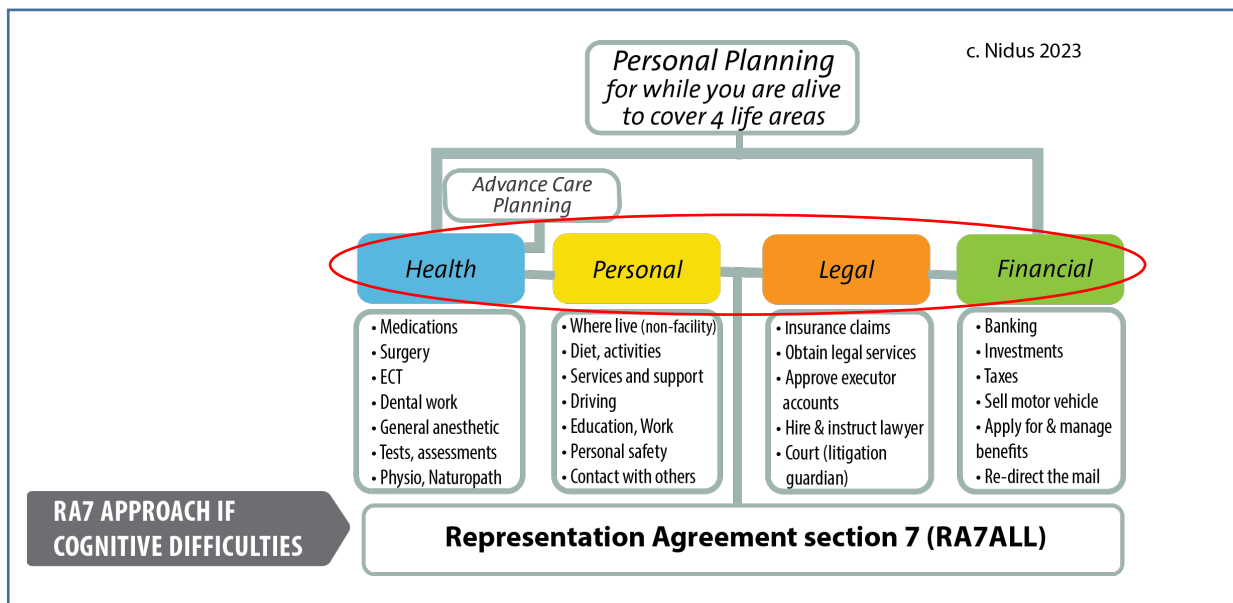 Personal Planning
for while you are alive
to cover 4 life areas
c. Nidus 2023
Advance Care
Planning
Health
Personal
Legal
Financial
• Medications
• Surgery
• ECT
• Dental work
• General anesthetic
• Tests, assessments
• Physio, Naturopath
• Where live (non-facility)
• Diet, activities
• Services and support
• Driving
• Education, Work
• Personal safety
• Contact with others
• Insurance claims
• Obtain legal services
• Approve executor
accounts
• Hire & instruct lawyer
• Court (litigation
guardian)
• Banking
• Investments
• Taxes
• Sell motor vehicle
• Apply for & manage
benefits
• Re-direct the mail
RA7 APPROACH IF
COGNITIVE DIFFICULTIES
Representation Agreement section 7 (RA7ALL)